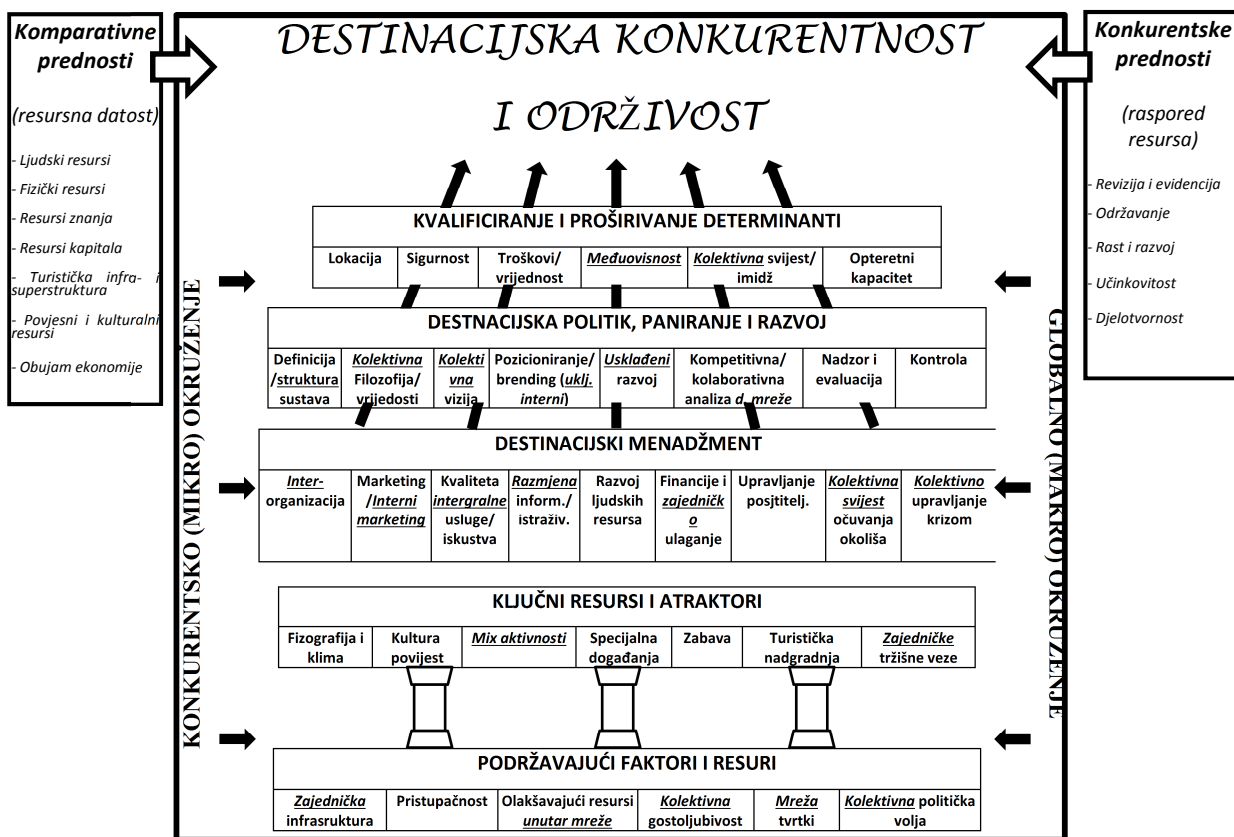 Komparativne
prednosti
(resursna datost)
- Ljudski resursi
- Fizički resursi
- Resursi znanja
- Resursi kapitala
- Turistička infra- i
superstruktura
- Povjesni i kulturalni
resursi
- Obujam ekonomije
DESTINACIJSKA KONKURENTNOST
I ODRŽIVOST
Konkurentske
prednosti
(raspored
resursa)
- Revizija i evidencija
- Održavanje
- Rast i razvoj
- Učinkovitost
- Djelotvornost
KONKURENTSKO (MIKRO) OKRUŽENJE
GLOBALNO (MAKRO) OKRUŽENJE
KVALIFICIRANJE I PROŠIRIVANJE DETERMINANTI
Lokacija
Sigurnost
Troškovi/
vrijednost
Međuovisnost
Kolektivna svijest/
imidž
Opteretni
kapacitet
DESTNACIJSKA POLITIK, PANIRANJE I RAZVOJ
Definicija
/struktura
sustava
Kolektivna
Filozofija/
vrijedosti
Kolekti
vna
vizija
Pozicioniranje/
brending (uklj.
interni)
Usklađeni
razvoj
Kompetitivna/
kolaborativna
analiza d. mreže
Nadzor i
evaluacija
Kontrola
DESTINACIJSKI MENADŽMENT
Inter-
organizacija
Marketing
/Interni
marketing
Kvaliteta
intergralne
usluge/
iskustva
Razmjena
inform./
istraživ.
Razvoj
ljudskih
resursa
Financije i
zajedničk
o
ulaganje
Upravljanje
posjtitelj.
Kolektivna
svijest
očuvanja
okoliša
Kolektivno
upravljanje
krizom
KLJUČNI RESURSI I ATRAKTORI
Fizografija i
klima
Kultura
povijest
Mix aktivnosti
Specijalna
događanja
Zabava
Turistička
nadgradnja
Zajedničke
tržišne veze
PODRŽAVAJUĆI FAKTORI I RESURI
Zajednička
infrasruktura
Pristupačnost
Olakšavajući resursi
unutar mreže
Kolektivna
gostoljubivost
Mreža
tvrtki
Kolektivna politička
volja